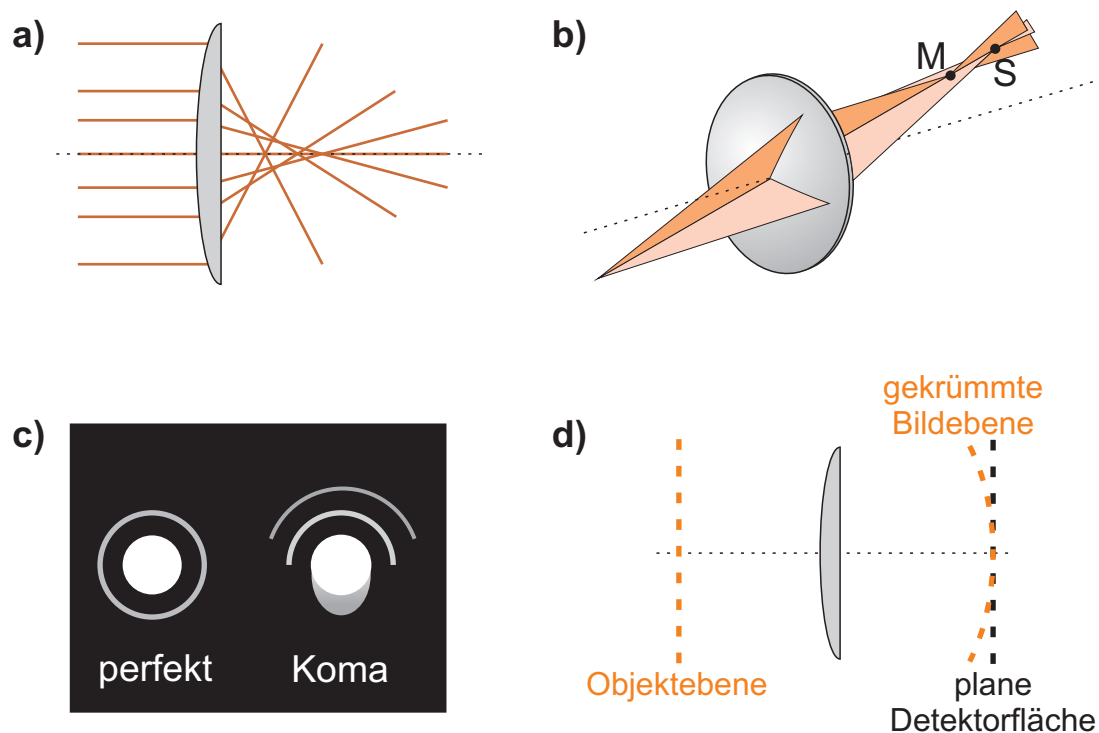 a)
b)
M
S
c)
perfekt
Koma
d)
gekrümmte
Bildebene
Objektebene
plane
Detektorfläche